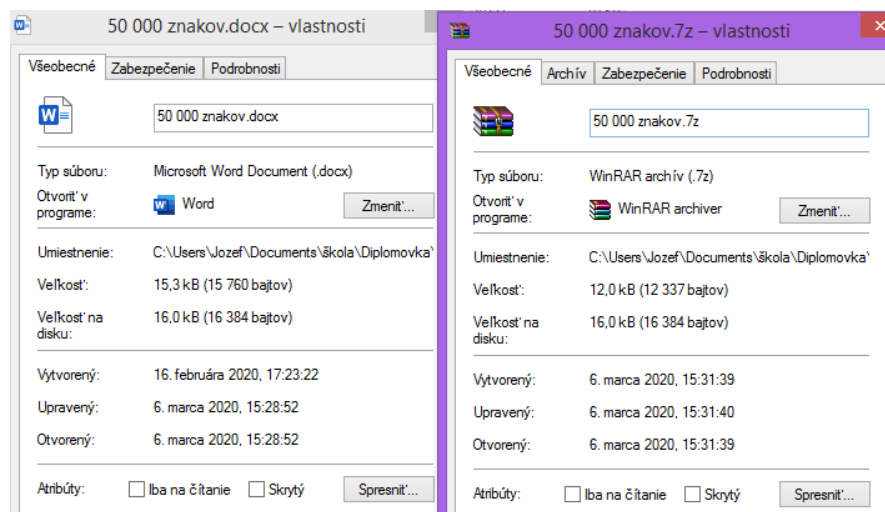 50 000 znakov.docx – vlastnosti
Všeobecné Zabezpečenie Podrobnosti
50 000 znakov.docx
Typ súboru: Microsoft Word Document (.docx)
Otvoriť v programe: Word Zmeniť...
Umiestnenie: C:\Users\Jozef\Documents\škola\Diplomovka\
Veľkosť: 15,3 kB (15 760 bajtov)
Veľkosť na disku: 16,0 kB (16 384 bajtov)
Vytvorený: 16. februára 2020, 17:23:22
Upravený: 6. marca 2020, 15:28:52
Otvorený: 6. marca 2020, 15:28:52
Atribúty: Iba na čítanie Skrytý Spresniť...
50 000 znakov.7z – vlastnosti
Všeobecné Archív Zabezpečenie Podrobnosti
50 000 znakov.7z
Typ súboru: WinRAR archív (.7z)
Otvoriť v programe: WinRAR archiver Zmeniť...
Umiestnenie: C:\Users\Jozef\Documents\škola\Diplomovka\
Veľkosť: 12,0 kB (12 337 bajtov)
Veľkosť na disku: 16,0 kB (16 384 bajtov)
Vytvorený: 6. marca 2020, 15:31:39
Upravený: 6. marca 2020, 15:31:40
Otvorený: 6. marca 2020, 15:31:39
Atribúty: Iba na čítanie Skrytý Spresniť...